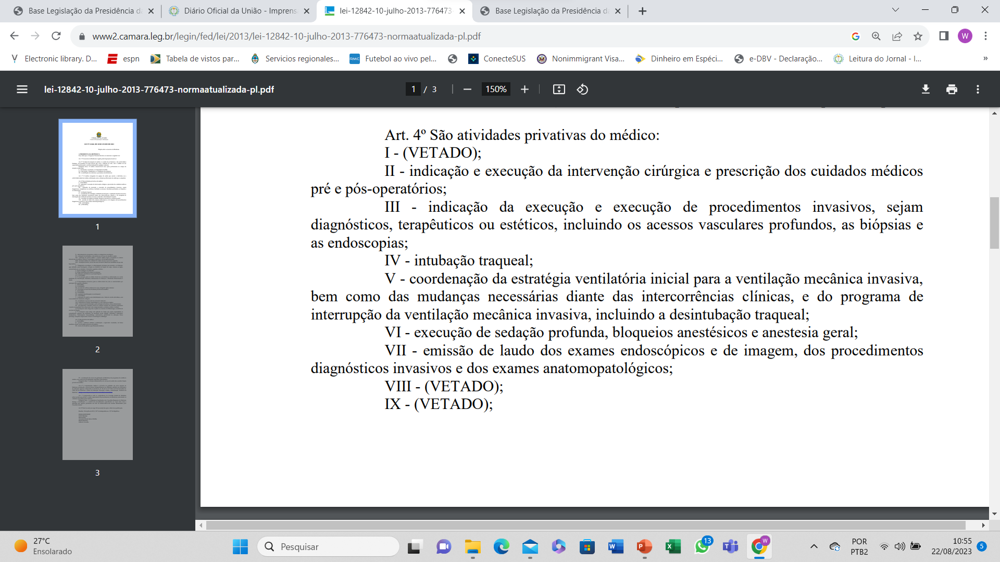 Base Legislação da Presidência da
Diário Oficial da União - Imprens
lei-12842-10-julho-2013-776473-
Base Legislação da Presidência da
www2.camara.leg.br/legin/fed/lei/2013/lei-12842-10-julho-2013-776473-normaatualizada-pl.pdf
W
Electronic library. D...
espn
Tabela de vistos par...
Servicios regionales...
RMC
Futebol ao vivo pel...
ConecteSUS
Nonimmigrant Visa...
Dinheiro em Espéci...
e-DBV - Declaração...
Leitura do Jornal - I...
»
lei-12842-10-julho-2013-776473-normaatualizada-pl.pdf
1 / 3
150%
Art. 4º São atividades privativas do médico:
I - (VETADO);
II - indicação e execução da intervenção cirúrgica e prescrição dos cuidados médicos
pré e pós-operatórios;
III - indicação da execução e execução de procedimentos invasivos, sejam
diagnósticos, terapêuticos ou estéticos, incluindo os acessos vasculares profundos, as biópsias e
as endoscopias;
IV - intubação traqueal;
V - coordenação da estratégia ventilatória inicial para a ventilação mecânica invasiva,
bem como das mudanças necessárias diante das intercorrências clínicas, e do programa de
interrupção da ventilação mecânica invasiva, incluindo a desintubação traqueal;
VI - execução de sedação profunda, bloqueios anestésicos e anestesia geral;
VII - emissão de laudo dos exames endoscópicos e de imagem, dos procedimentos
diagnósticos invasivos e dos exames anatomopatológicos;
VIII - (VETADO);
IX - (VETADO);
1
2
3
27°C
Ensolarado
Pesquisar
13
W
POR
PTB2
10:55
22/08/2023
5